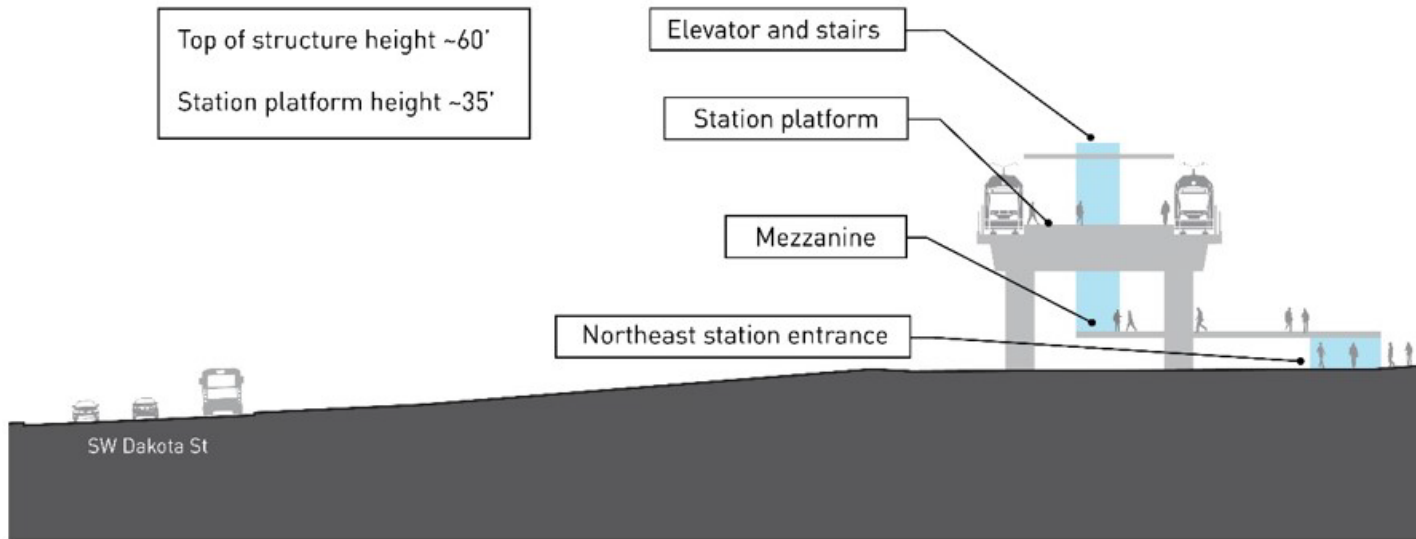 Top of structure height ~60’
Station platform height ~35’
Elevator and stairs
Station platform
Mezzanine
Northeast station entrance
SW Dakota St